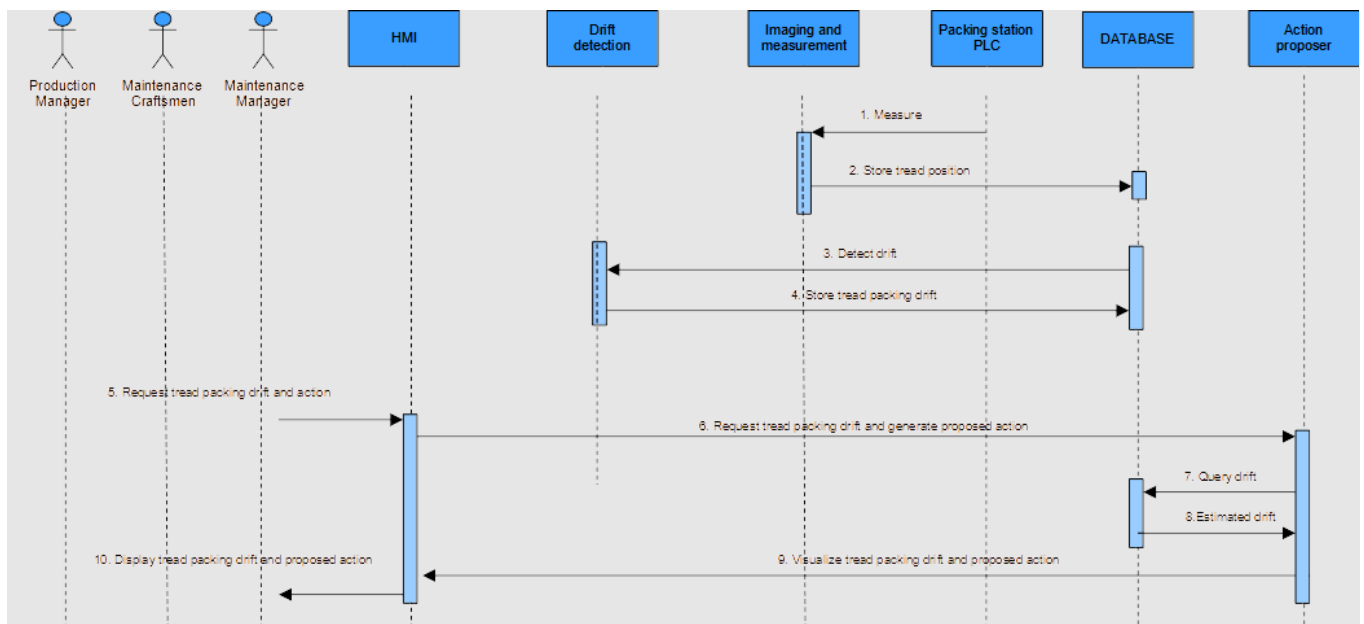 Production
Manager
Maintenance
Craftsmen
Maintenance
Manager
HMI
Drift
detection
Imaging and
measurement
Packing station
PLC
DATABASE
Action
proposer
1. Measure
2. Store tread position
3. Detect drift
4. Store tread packing drift
5. Request tread packing drift and action
6. Request tread packing drift and generate proposed action
7. Query drift
8.Estimated drift
9. Visualize tread packing drift and proposed action
10. Display tread packing drift and proposed action